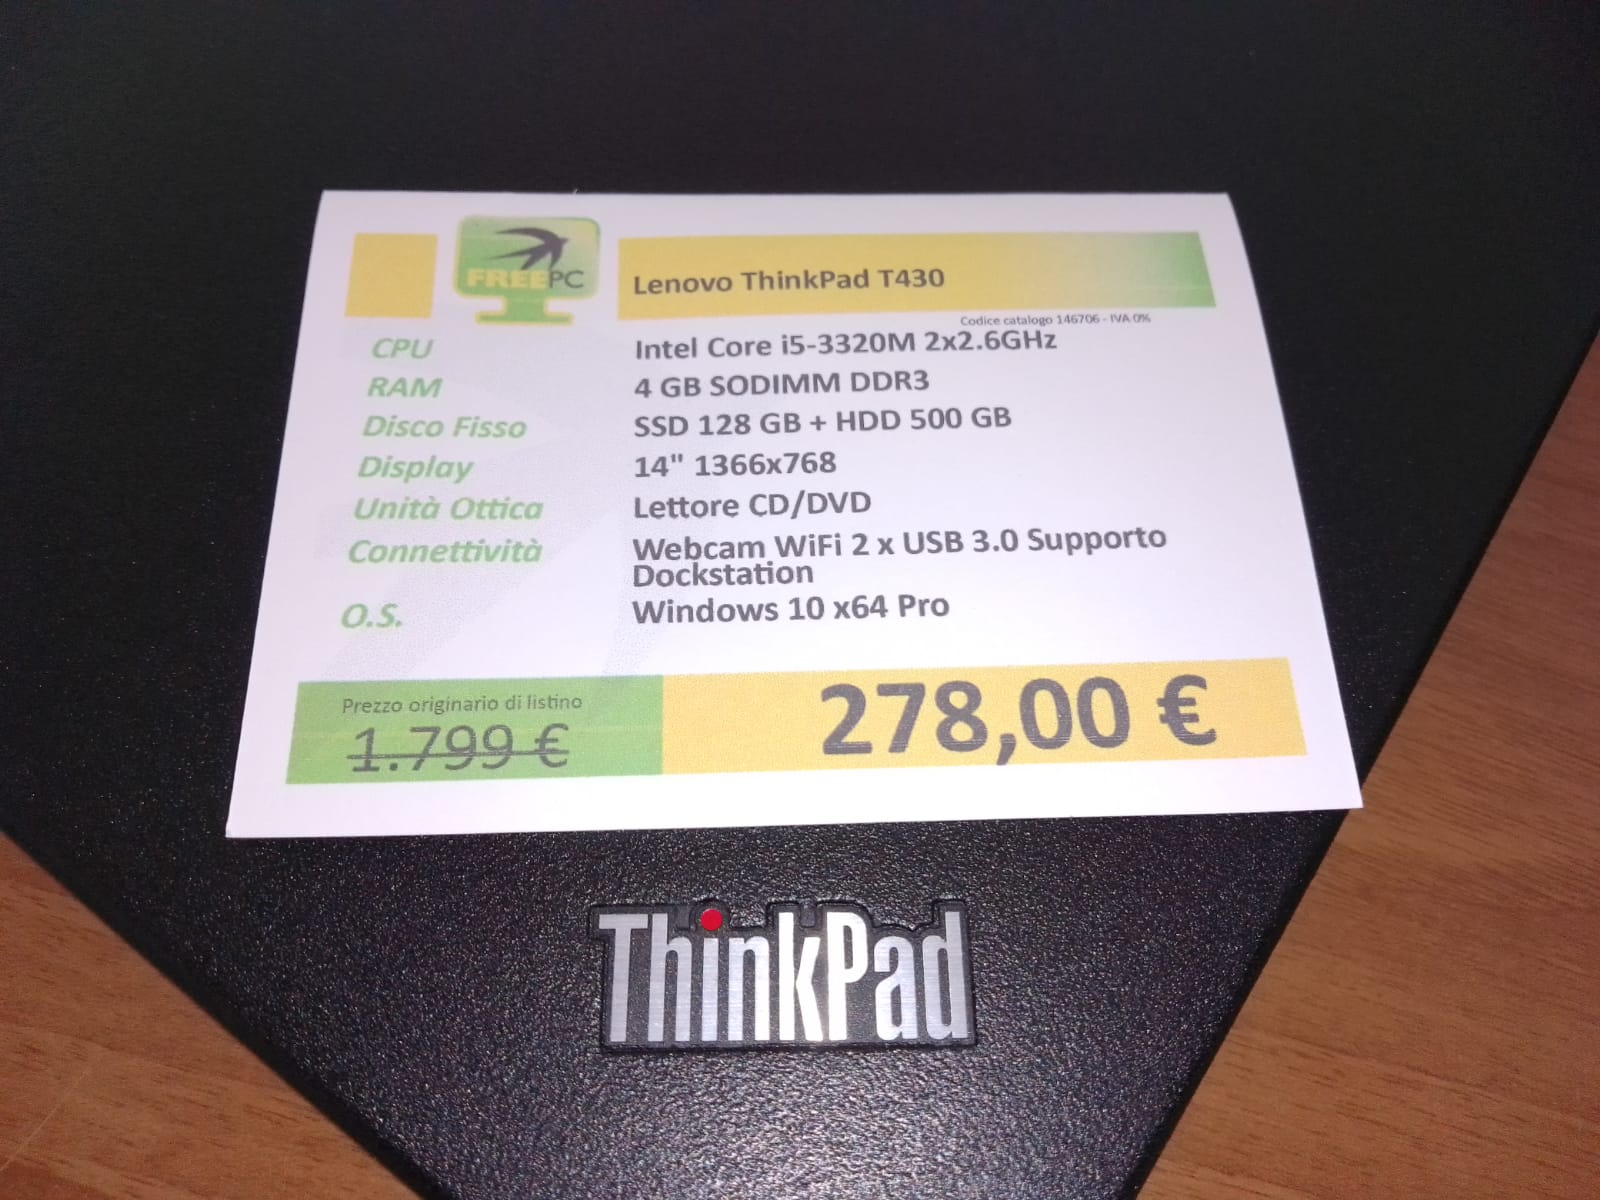 FREEPC
Lenovo ThinkPad T430
Codice catalogo 146706 - IVA 0%
CPU Intel Core i5-3320M 2x2.6GHz
RAM 4 GB SODIMM DDR3
Disco Fisso SSD 128 GB + HDD 500 GB
Display 14" 1366x768
Unità Ottica Lettore CD/DVD
Connettività Webcam WiFi 2 x USB 3.0 Supporto
Dockstation
O.S. Windows 10 x64 Pro
Prezzo originario di listino
1.799 €
278,00 €
ThinkPad